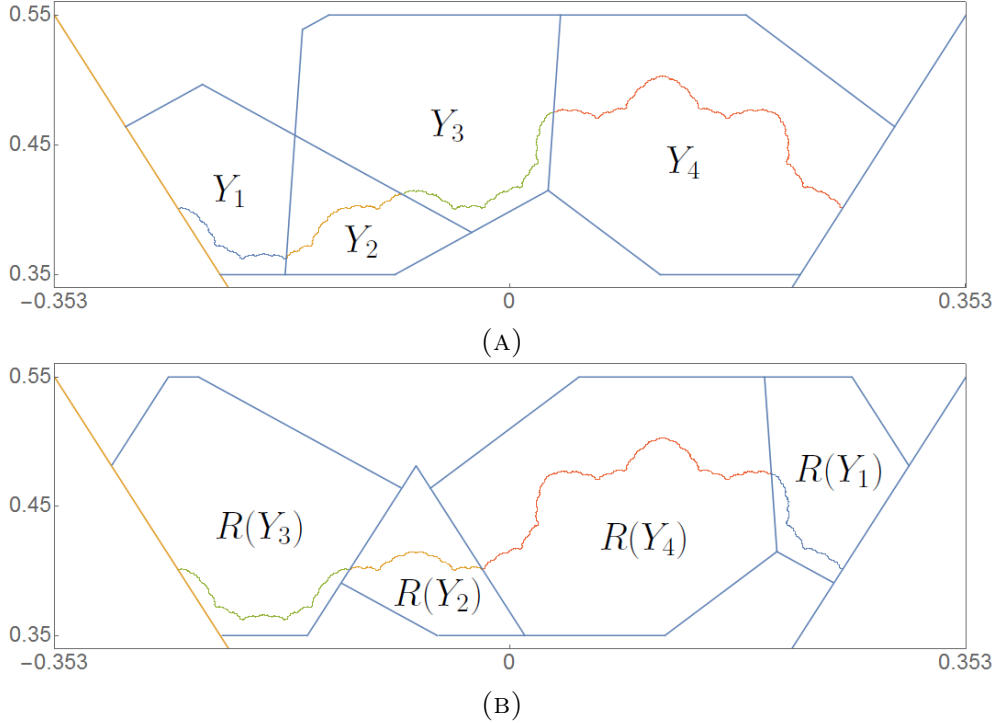 0.55
Y₃
0.45
Y₁
Y₄
Y₂
0.35
−0.353 0 0.353
(A)
0.55
R(Y₁)
0.45
R(Y₃) R(Y₄)
R(Y₂)
0.35
−0.353 0 0.353
(B)